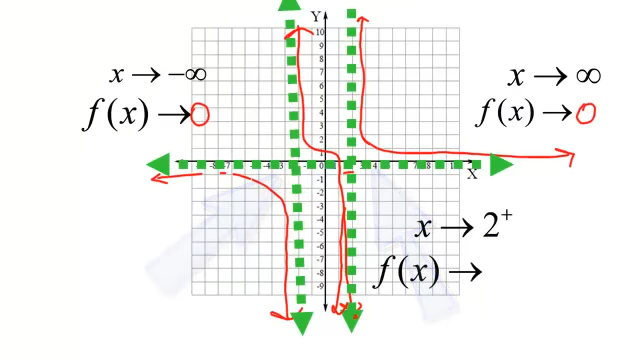 Y
x → −∞
f(x) → 0
x → ∞
f(x) → 0
10
9
8
7
6
5
4
3
2
1
0
X
-1
-2
-3
-4
-5
-6
-7
-8
-9
x → 2⁺
f(x) →